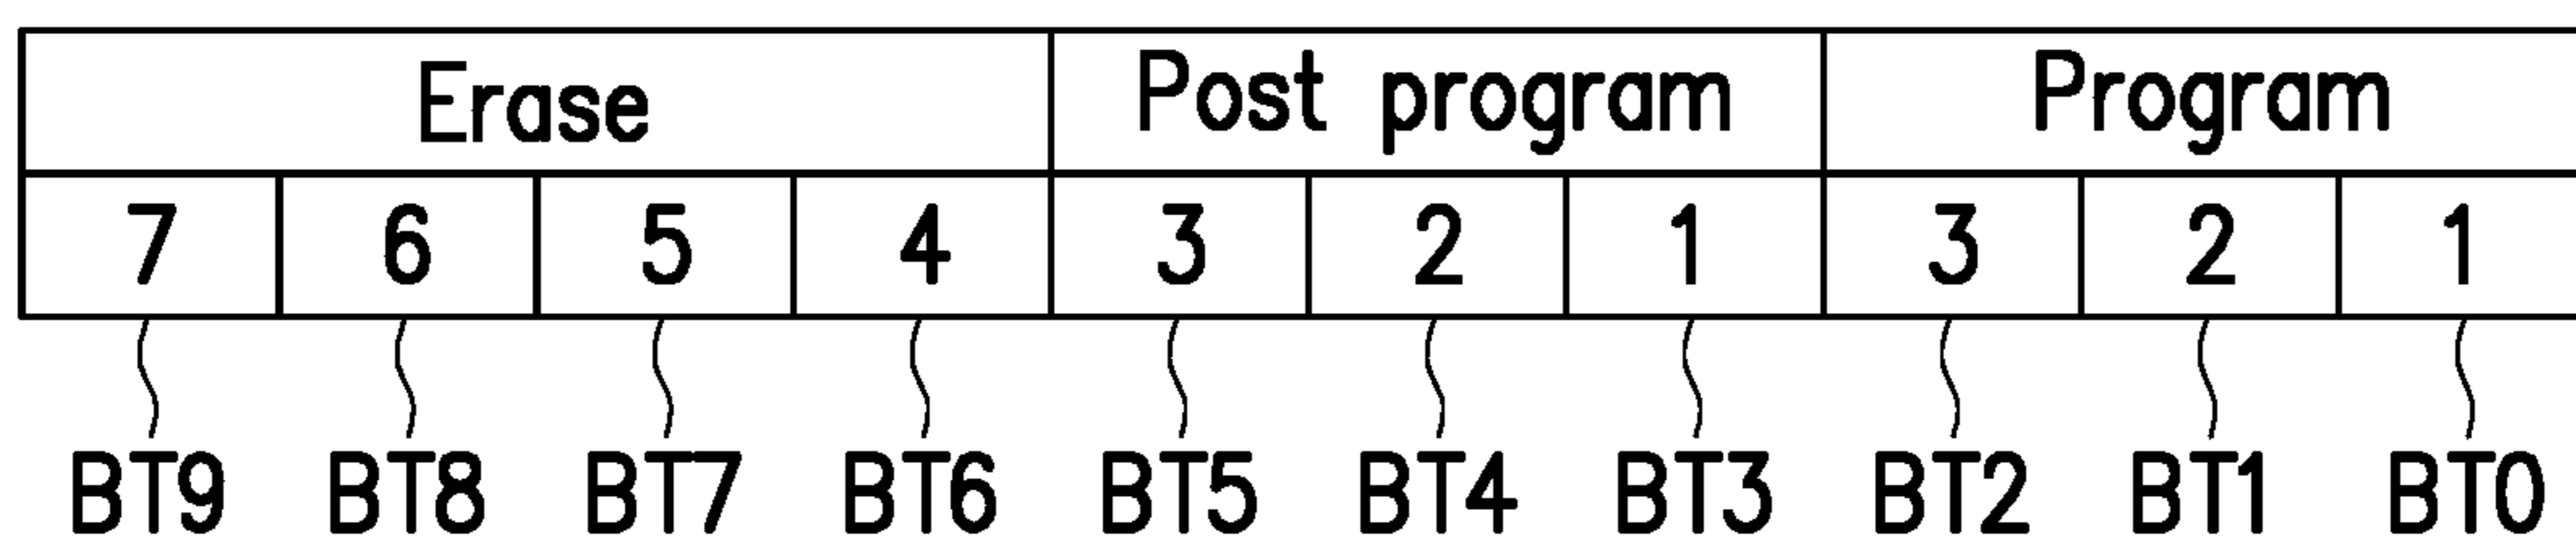 Erase Post program Program
7 6 5 4 3 2 1 3 2 1
BT9 BT8 BT7 BT6 BT5 BT4 BT3 BT2 BT1 BT0